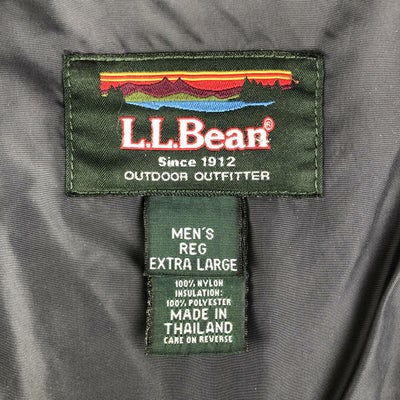 L.L.Bean®
Since 1912
OUTDOOR OUTFITTER
MEN'S
REG
EXTRA LARGE
100% NYLON
INSULATION:
100% POLYESTER
MADE IN
THAILAND
CARE ON REVERSE